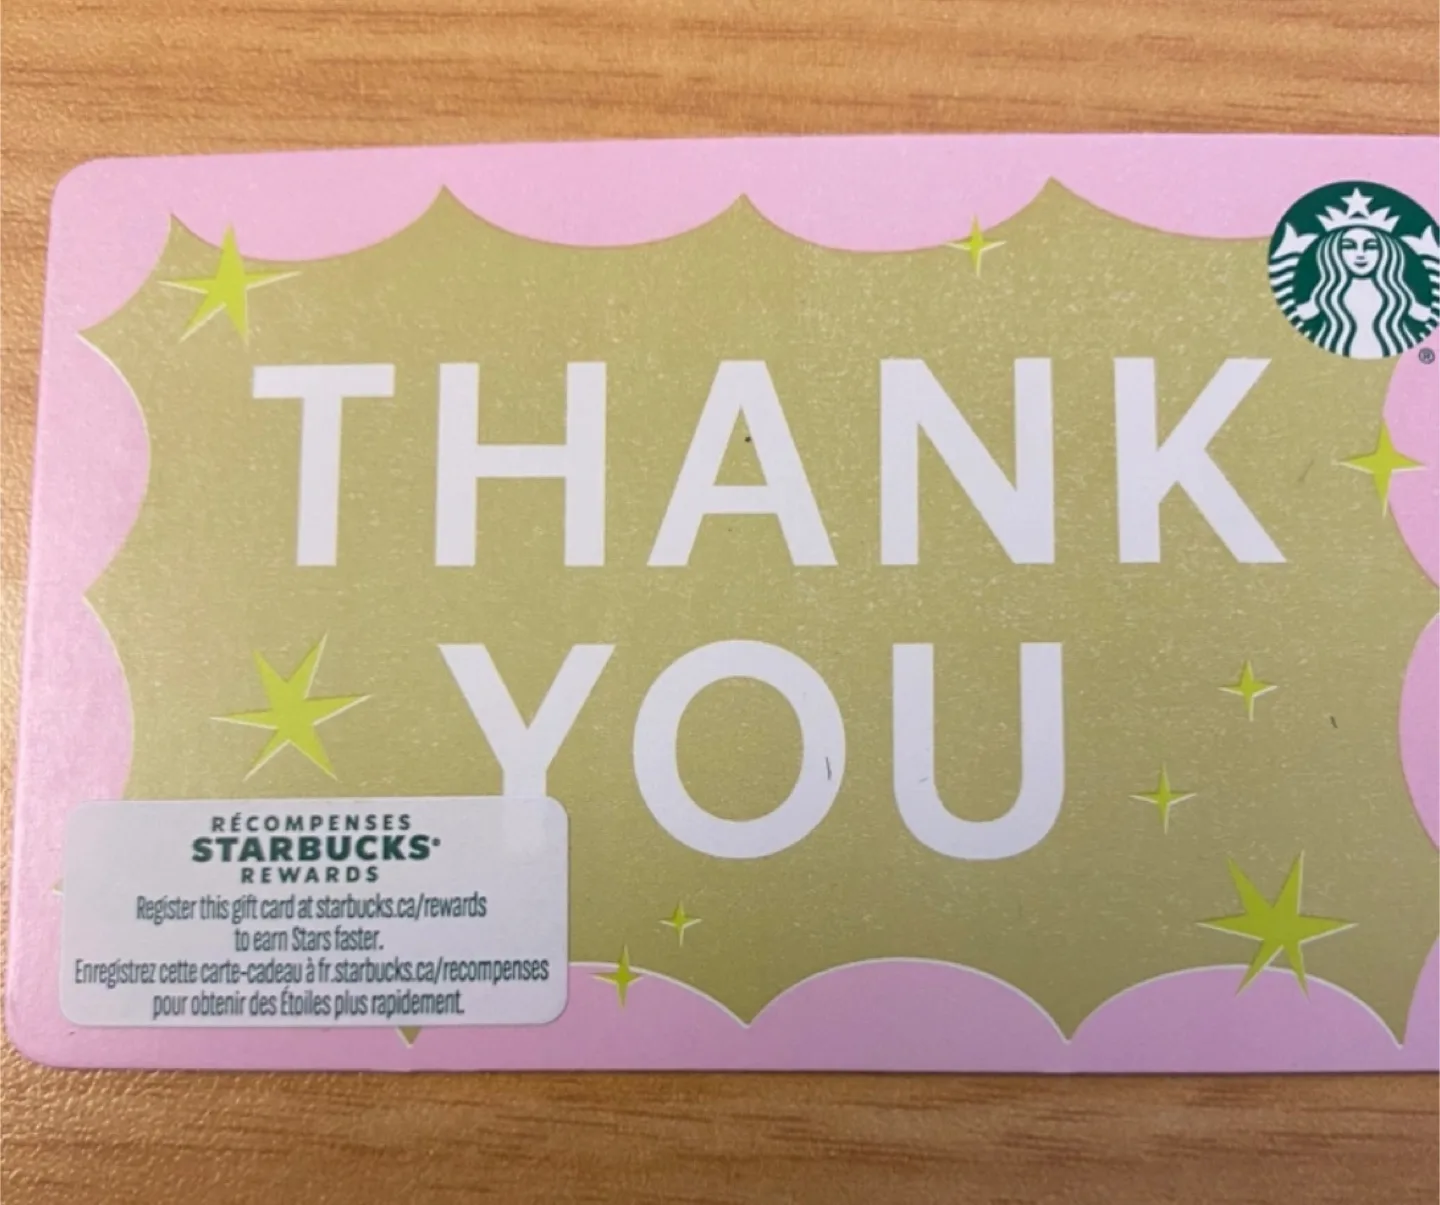 THANK
YOU
RÉCOMPENSES
STARBUCKS®
REWARDS
Register this gift card at starbucks.ca/rewards
to earn Stars faster.
Enregistrez cette carte-cadeau à fr.starbucks.ca/recompenses
pour obtenir des Étoiles plus rapidement.
®